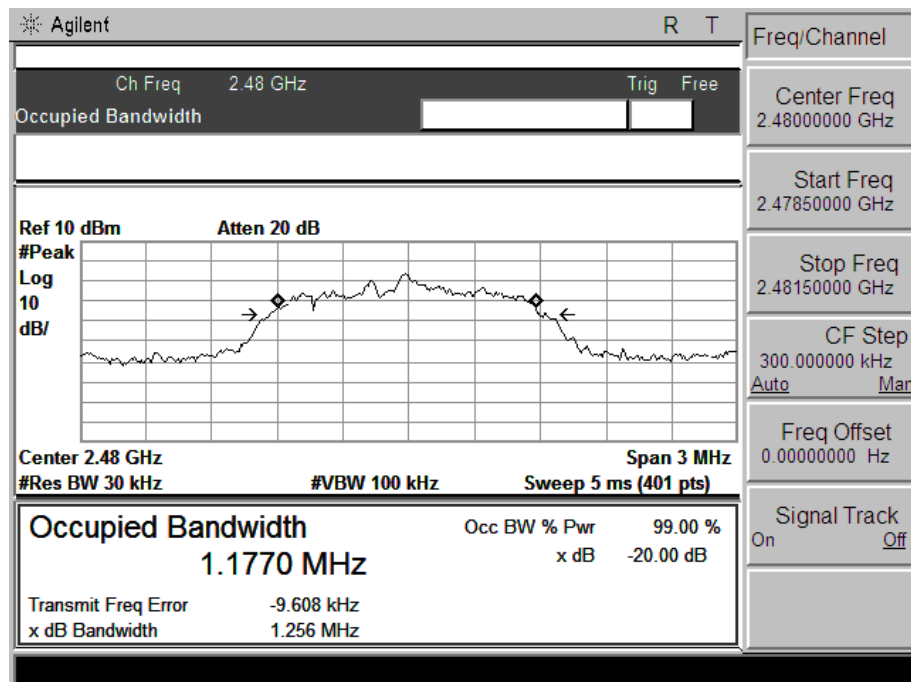 Agilent R T
Freq/Channel
Ch Freq 2.48 GHz Trig Free
Occupied Bandwidth
Center Freq
2.48000000 GHz
Start Freq
2.47850000 GHz
Stop Freq
2.48150000 GHz
CF Step
300.000000 kHz
Auto Man
Freq Offset
0.00000000 Hz
Signal Track
On Off
Ref 10 dBm Atten 20 dB
#Peak
Log
10
dB/
Center 2.48 GHz Span 3 MHz
#Res BW 30 kHz #VBW 100 kHz Sweep 5 ms (401 pts)
Occupied Bandwidth
1.1770 MHz
Occ BW % Pwr 99.00 %
x dB -20.00 dB
Transmit Freq Error -9.608 kHz
x dB Bandwidth 1.256 MHz